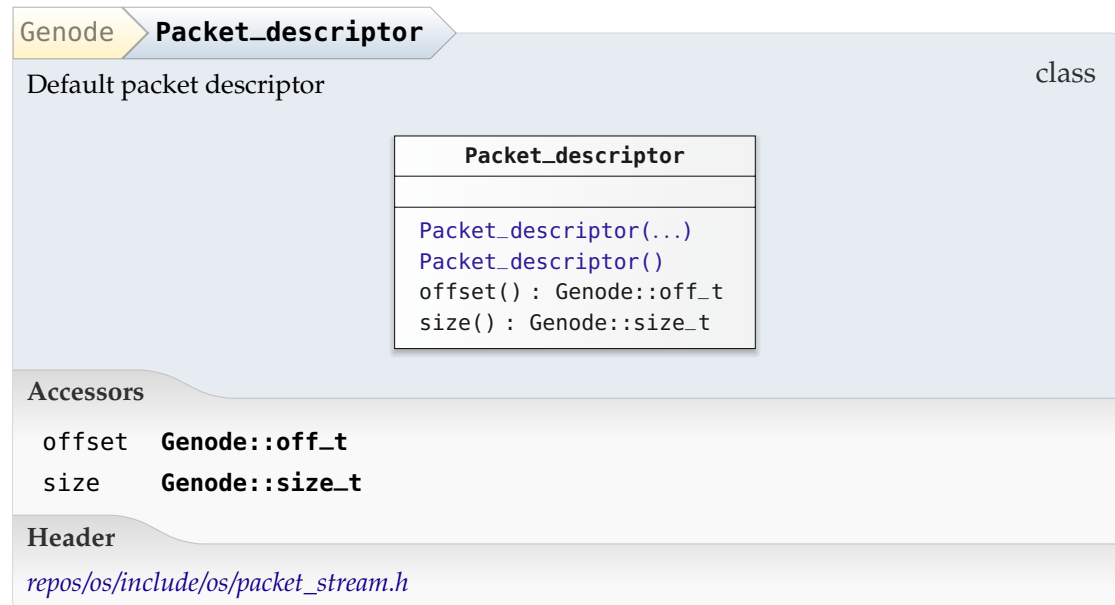 Genode Packet_descriptor
class
Default packet descriptor
Packet_descriptor
Packet_descriptor(...)
Packet_descriptor()
offset() : Genode::off_t
size() : Genode::size_t
Accessors
offset Genode::off_t
size Genode::size_t
Header
repos/os/include/os/packet_stream.h